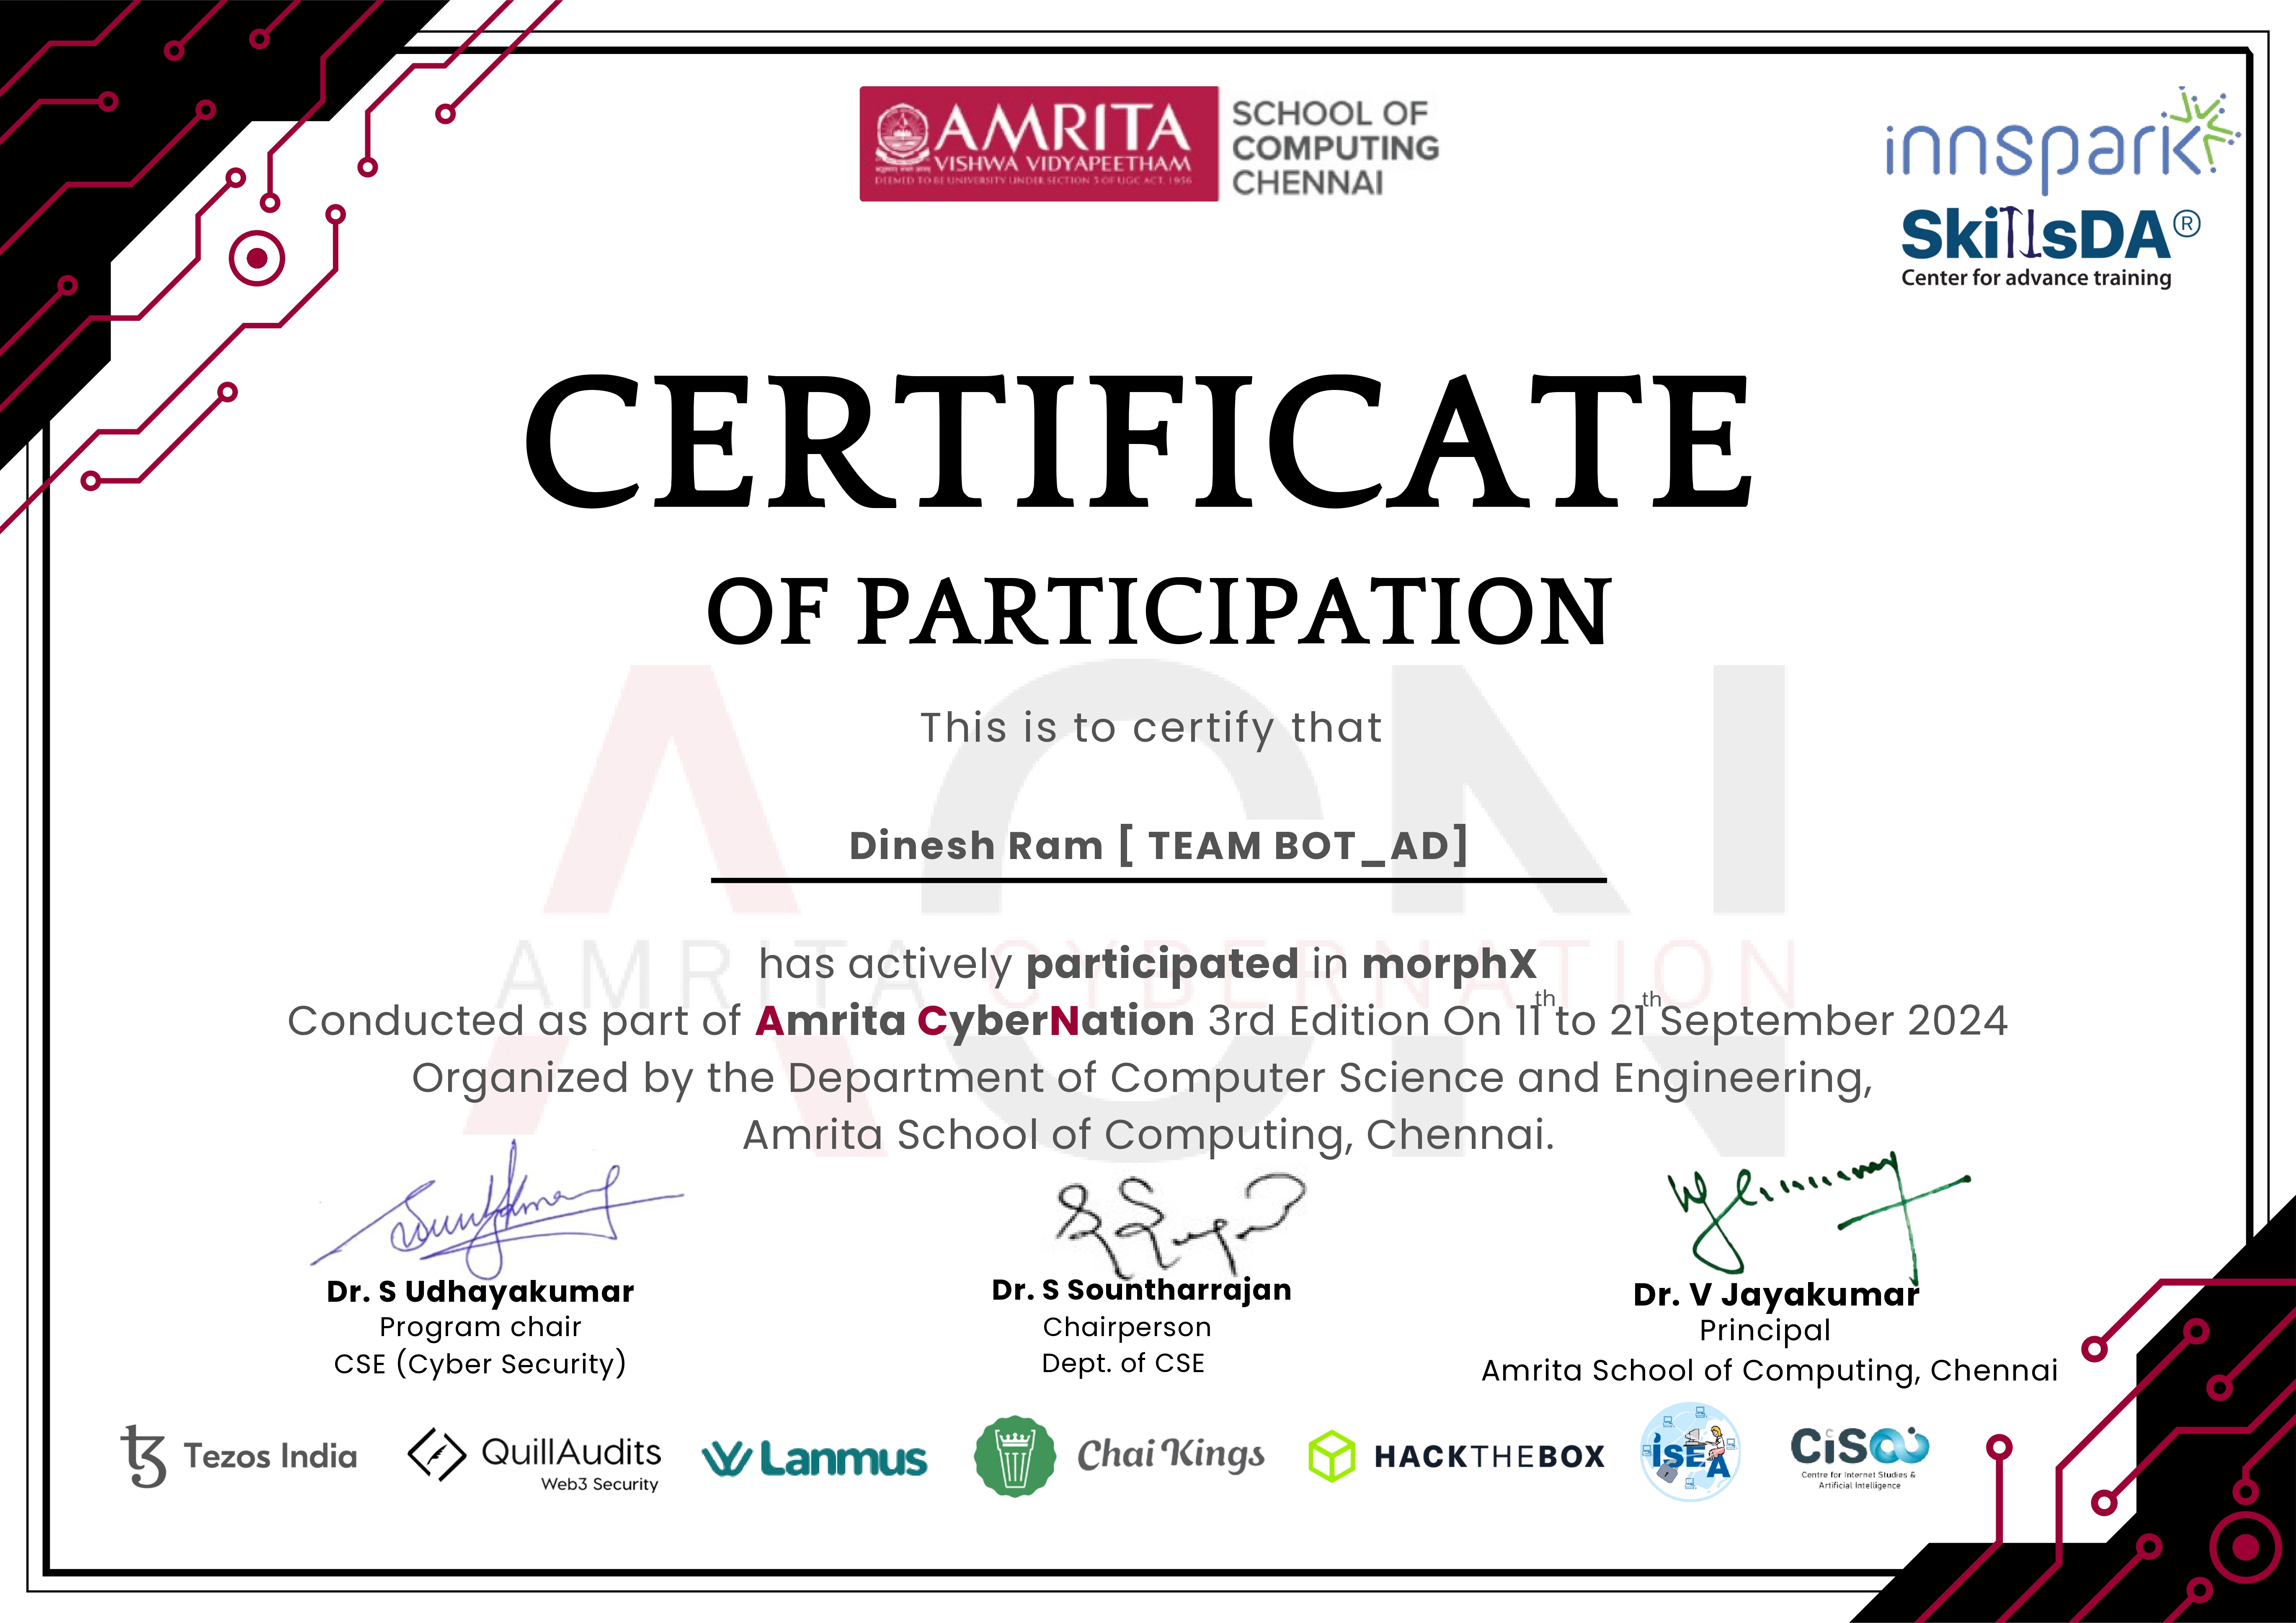 AMRITA
VISHWA VIDYAPEETHAM
DEEMED TO BE UNIVERSITY UNDER SECTION 3 OF UGC ACT, 1956
SCHOOL OF
COMPUTING
CHENNAI
innspark
SkillsDA®
Center for advance training
CERTIFICATE
OF PARTICIPATION
This is to certify that
Dinesh Ram [ TEAM BOT_AD]
ACN
AMRITA CYBERNATION
has actively participated in morphX
Conducted as part of Amrita CyberNation 3rd Edition On 11th to 21th September 2024
Organized by the Department of Computer Science and Engineering,
Amrita School of Computing, Chennai.
Dr. S Udhayakumar
Program chair
CSE (Cyber Security)
Dr. S Sountharrajan
Chairperson
Dept. of CSE
Dr. V Jayakumar
Principal
Amrita School of Computing, Chennai
Tezos India
QuillAudits
Web3 Security
Lanmus
Chai Kings
HACKTHEBOX
ISEA
CiSAI
Centre for Internet Studies &
Artificial Intelligence